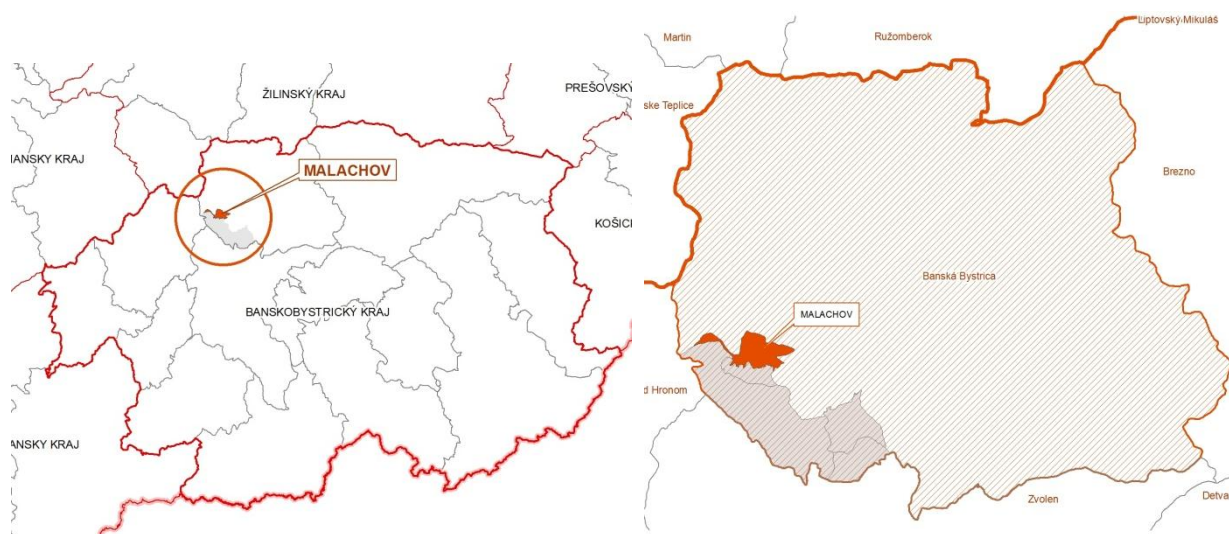 ŽILINSKÝ KRAJ
PREŠOVSKÝ
IANSKY KRAJ
MALACHOV
KOŠIC
BANSKOBYSTRICKÝ KRAJ
ANSKY KRAJ
Liptovský Mikuláš
Martin
Ružomberok
ske Teplice
Brezno
Banská Bystrica
MALACHOV
d Hronom
Zvolen
Detva